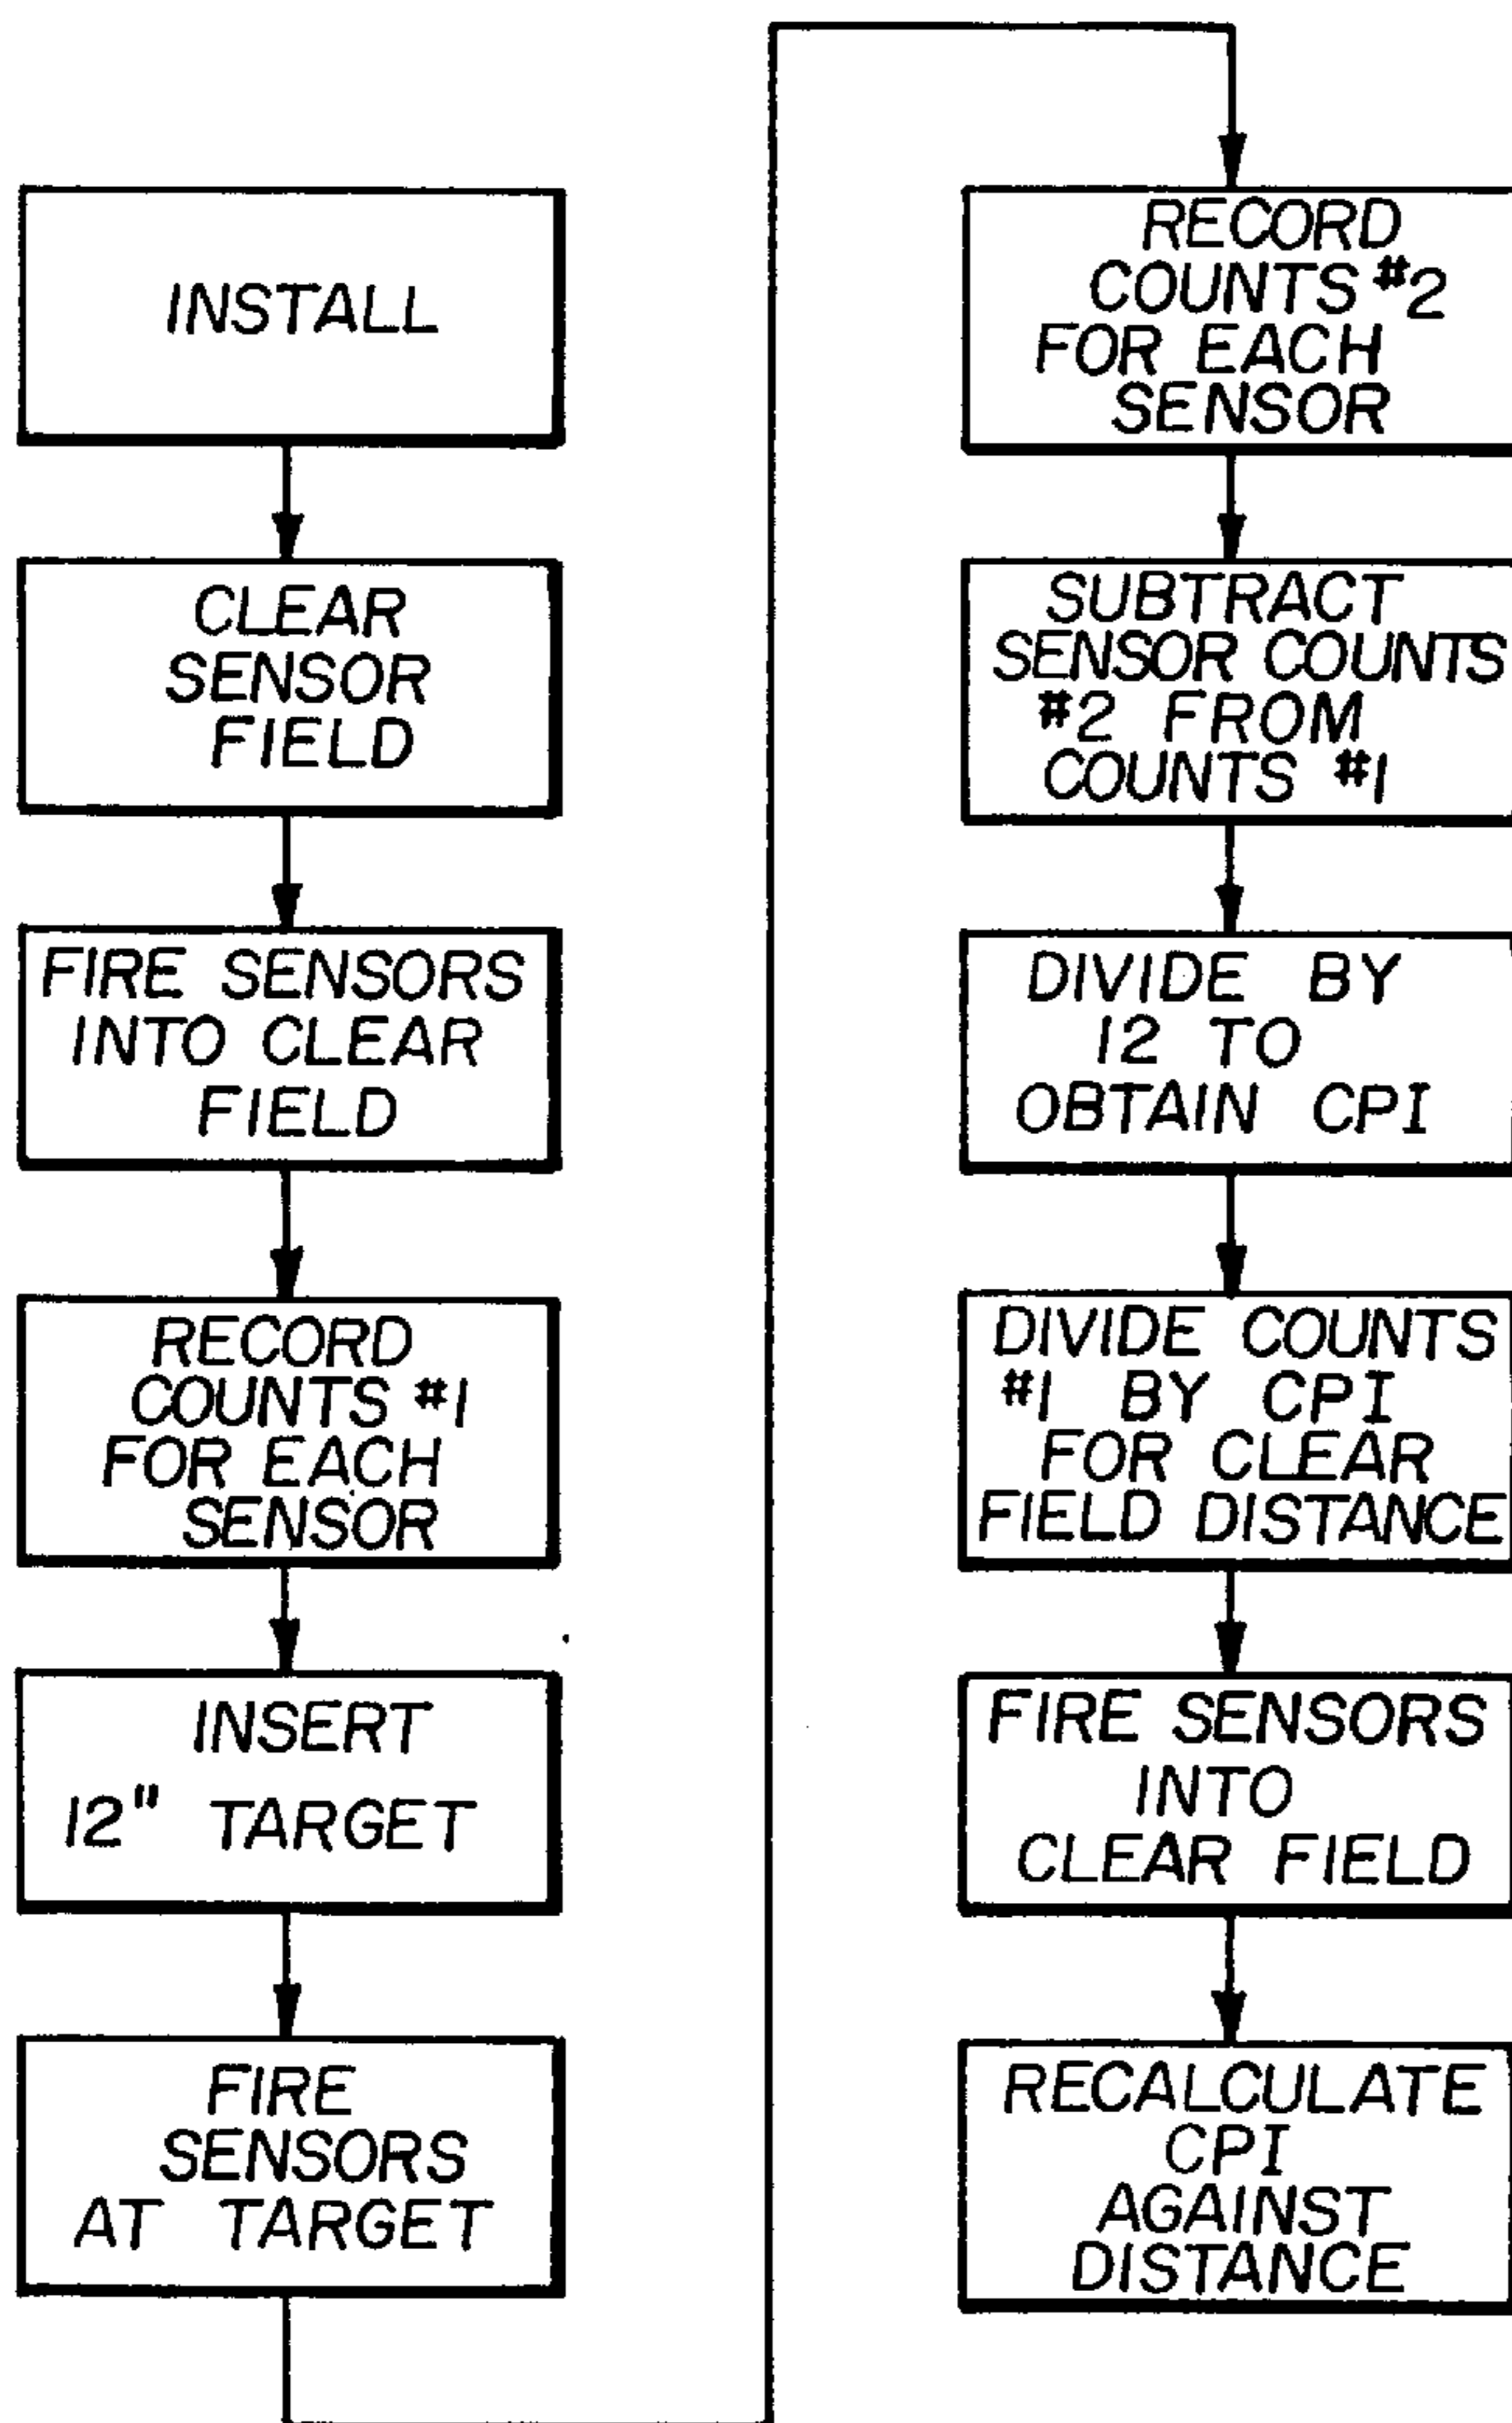 INSTALL
CLEAR
SENSOR
FIELD
FIRE SENSORS
INTO CLEAR
FIELD
RECORD
COUNTS #1
FOR EACH
SENSOR
INSERT
12" TARGET
FIRE
SENSORS
AT TARGET
RECORD
COUNTS #2
FOR EACH
SENSOR
SUBTRACT
SENSOR COUNTS
#2 FROM
COUNTS #1
DIVIDE BY
12 TO
OBTAIN CPI
DIVIDE COUNTS
#1 BY CPI
FOR CLEAR
FIELD DISTANCE
FIRE SENSORS
INTO
CLEAR FIELD
RECALCULATE
CPI
AGAINST
DISTANCE